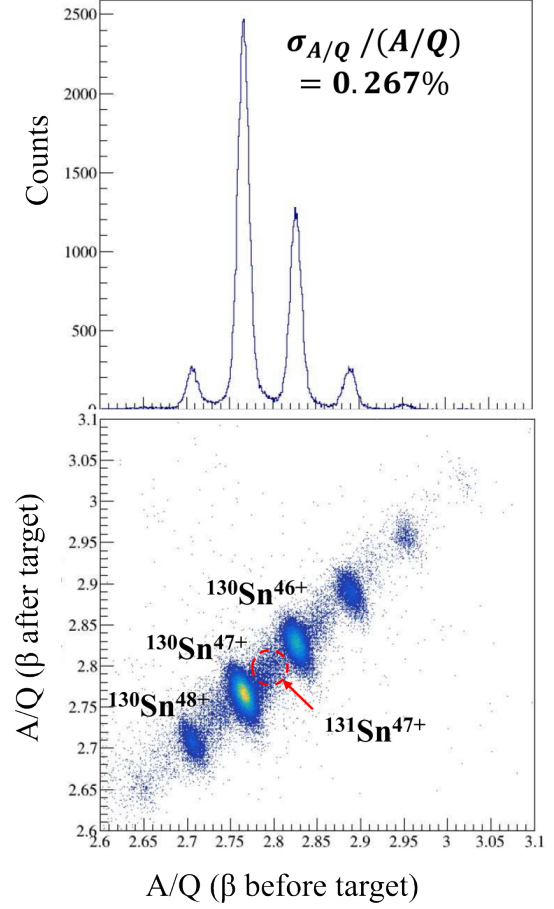 2500
2000
1500
1000
500
0
Counts
σ_A/Q /(A/Q)
= 0.267%
3.1
3.05
3
2.95
2.9
2.85
2.8
2.75
2.7
2.65
2.6
A/Q (β after target)
¹³⁰Sn⁴⁶⁺
¹³⁰Sn⁴⁷⁺
¹³⁰Sn⁴⁸⁺
¹³¹Sn⁴⁷⁺
2.6 2.65 2.7 2.75 2.8 2.85 2.9 2.95 3 3.05 3.1
A/Q (β before target)